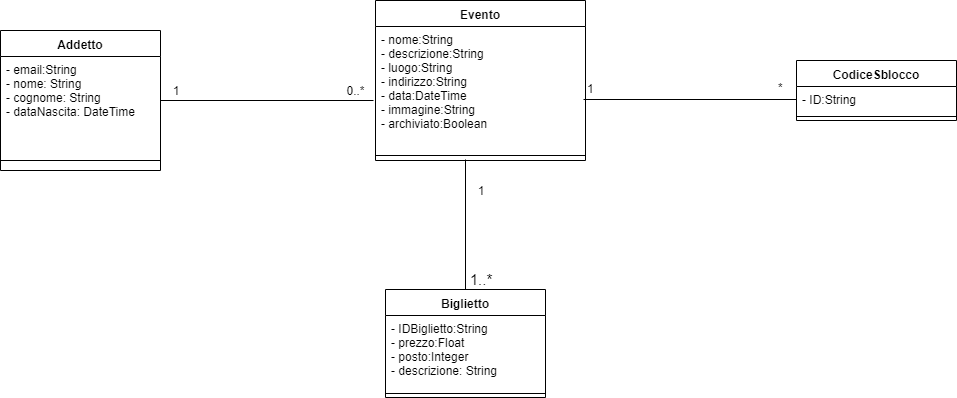 Addetto
- email:String
- nome: String
- cognome: String
- dataNascita: DateTime
1
0..*
Evento
- nome:String
- descrizione:String
- luogo:String
- indirizzo:String
- data:DateTime
- immagine:String
- archiviato:Boolean
1
*
CodiceSblocco
- ID:String
1
1..*
Biglietto
- IDBiglietto:String
- prezzo:Float
- posto:Integer
- descrizione: String